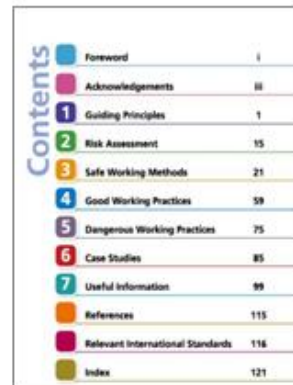 Contents
Foreword i
Acknowledgements iii
1 Guiding Principles 1
2 Risk Assessment 15
3 Safe Working Methods 21
4 Good Working Practices 59
5 Dangerous Working Practices 75
6 Case Studies 85
7 Useful Information 99
References 115
Relevant International Standards 116
Index 121